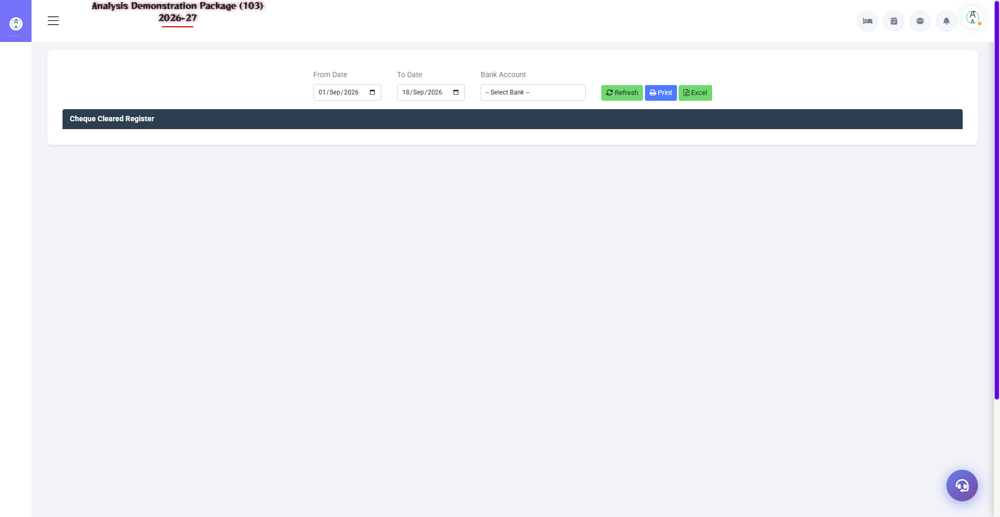 Analysis Demonstration Package (103)
2026-27
From Date
To Date
Bank Account
01/Sep/2026
18/Sep/2026
-- Select Bank --
Refresh
Print
Excel
Cheque Cleared Register